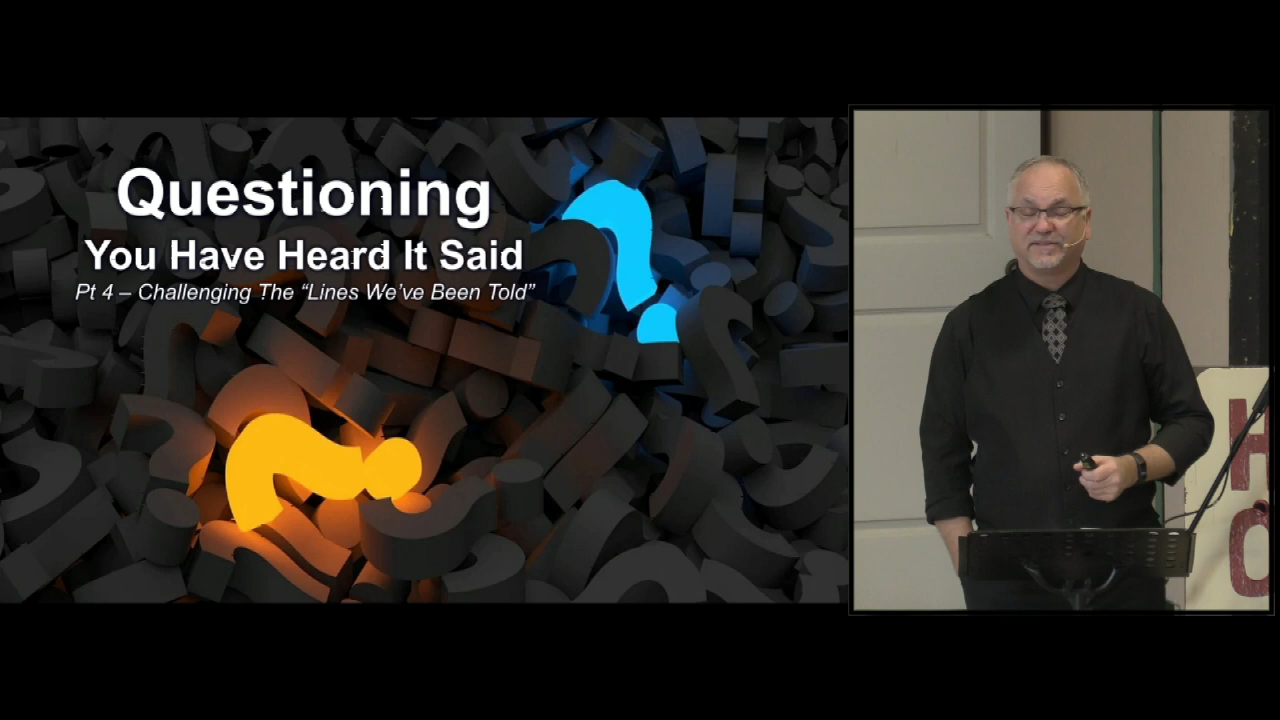 Questioning
You Have Heard It Said
Pt 4 – Challenging The “Lines We’ve Been Told”
H
O